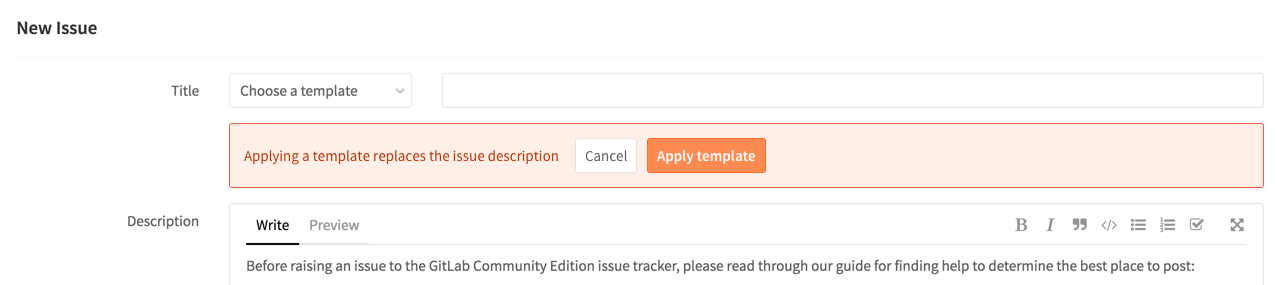 New Issue
Title Choose a template
Applying a template replaces the issue description Cancel Apply template
Description Write Preview B I
Before raising an issue to the GitLab Community Edition issue tracker, please read through our guide for finding help to determine the best place to post: